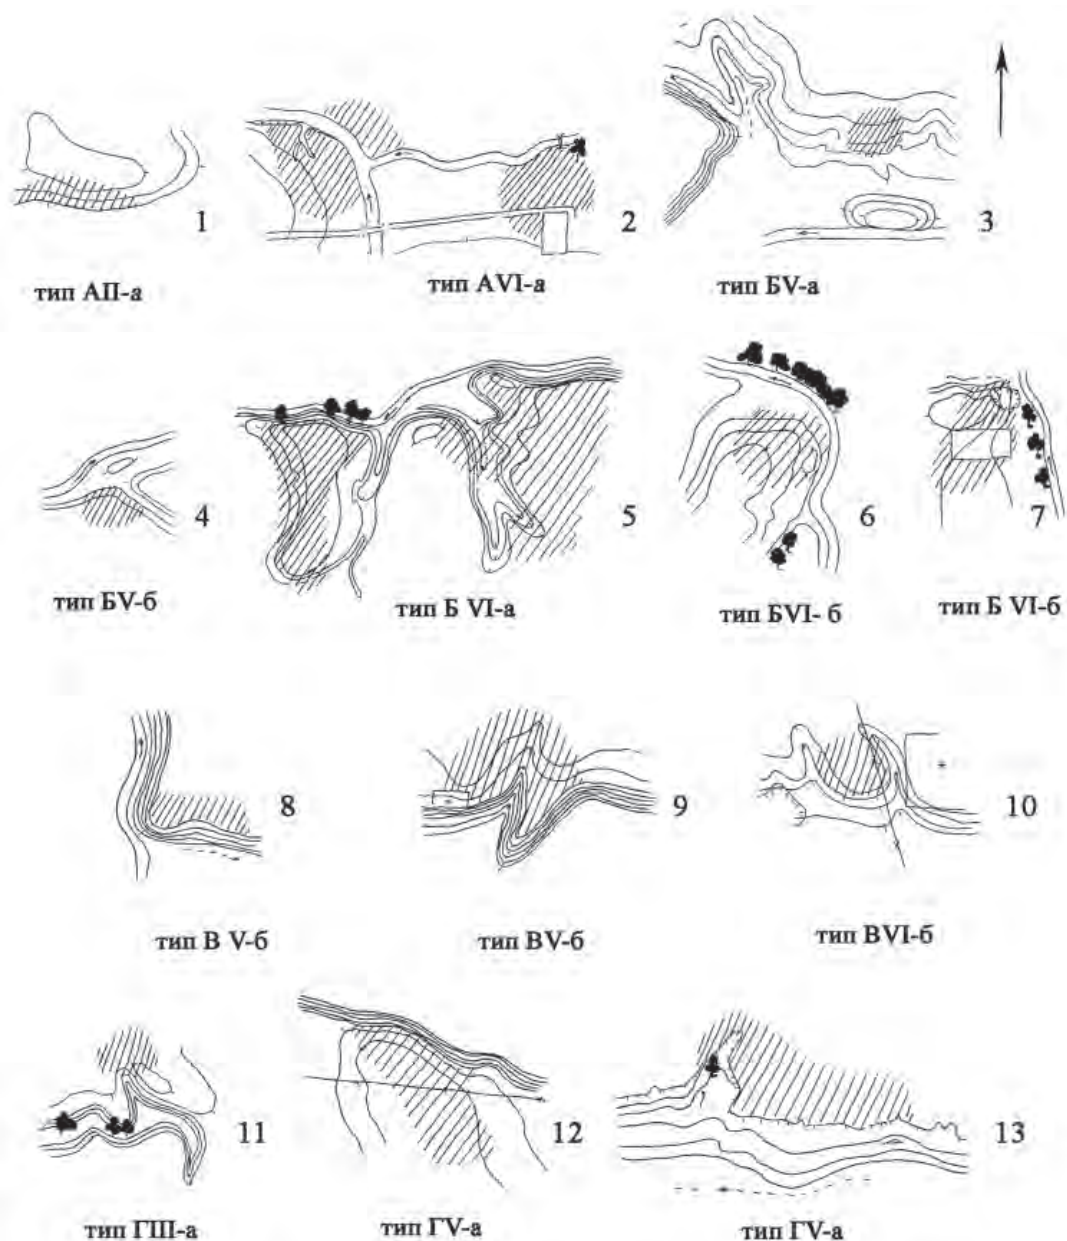 1
2
3
тип АII-а
тип АVI-а
тип БV-а
4
5
6
7
тип БV-б
тип Б VI-а
тип БVI- б
тип Б VI-б
8
9
10
тип В V-б
тип ВV-б
тип ВVI-б
11
12
13
тип ГIII-а
тип ГV-а
тип ГV-а